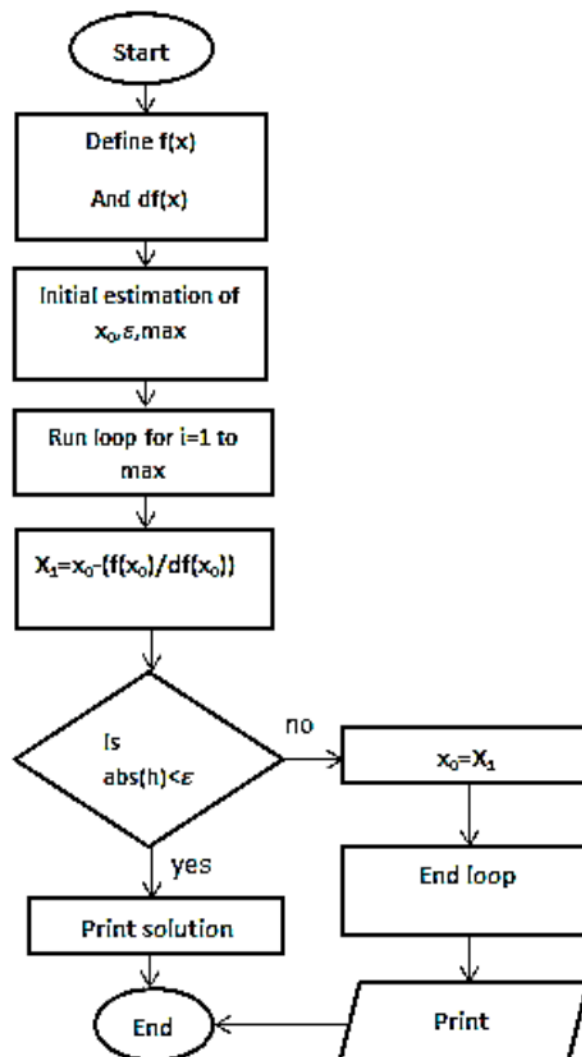 Start
Define f(x)
And df(x)
Initial estimation of
x₀,ε,max
Run loop for i=1 to
max
X₁=x₀-(f(x₀)/df(x₀))
Is
abs(h)<ε
no
x₀=X₁
yes
End loop
Print solution
End
Print